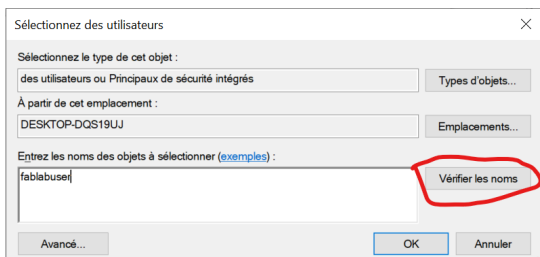 Sélectionnez des utilisateurs
Sélectionnez le type de cet objet :
des utilisateurs ou Principaux de sécurité intégrés
Types d'objets...
À partir de cet emplacement :
DESKTOP-DQS19UJ
Emplacements...
Entrez les noms des objets à sélectionner (exemples) :
fablabuser
Vérifier les noms
Avancé...
OK
Annuler